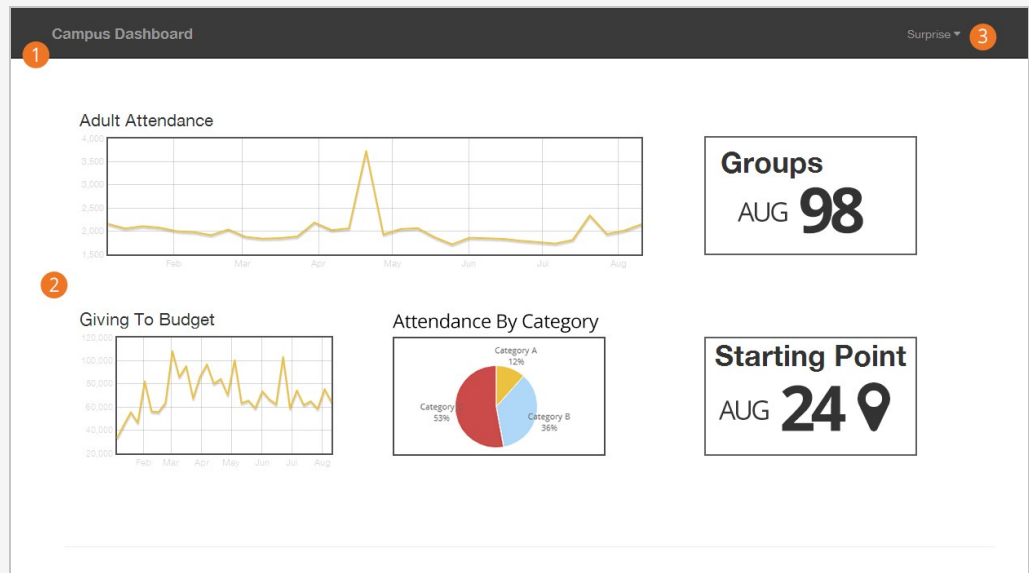 Campus Dashboard
Surprise
3
1
Adult Attendance
4,000
3,500
3,000
2,500
2,000
1,500
Feb Mar Apr May Jun Jul Aug
Groups
AUG 98
2
Giving To Budget
120,000
100,000
80,000
60,000
40,000
20,000
Feb Mar Apr May Jun Jul Aug
Attendance By Category
Category A
12%
Category B
36%
Category
53%
Starting Point
AUG 24